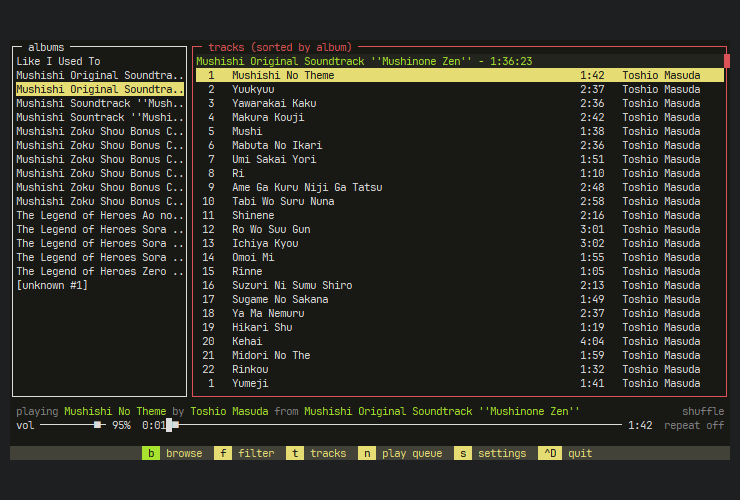 albums
Like I Used To
Mushishi Original Soundtra..
Mushishi Original Soundtra..
Mushishi Soundtrack ''Mush..
Mushishi Sountrack ''Mushi..
Mushishi Zoku Shou Bonus C..
Mushishi Zoku Shou Bonus C..
Mushishi Zoku Shou Bonus C..
Mushishi Zoku Shou Bonus C..
Mushishi Zoku Shou Bonus C..
Mushishi Zoku Shou Bonus C..
The Legend of Heroes Ao no..
The Legend of Heroes Sora ..
The Legend of Heroes Sora ..
The Legend of Heroes Sora ..
The Legend of Heroes Zero ..
[unknown #1]
tracks (sorted by album)
Mushishi Original Soundtrack ''Mushinone Zen'' - 1:36:23
1 Mushishi No Theme 1:42 Toshio Masuda
2 Yuukyuu 2:37 Toshio Masuda
3 Yawarakai Kaku 2:36 Toshio Masuda
4 Makura Kouji 2:42 Toshio Masuda
5 Mushi 1:38 Toshio Masuda
6 Mabuta No Ikari 2:36 Toshio Masuda
7 Umi Sakai Yori 1:51 Toshio Masuda
8 Ri 1:10 Toshio Masuda
9 Ame Ga Kuru Niji Ga Tatsu 2:48 Toshio Masuda
10 Tabi Wo Suru Nuna 2:58 Toshio Masuda
11 Shinene 2:16 Toshio Masuda
12 Ro Wo Suu Gun 3:01 Toshio Masuda
13 Ichiya Kyou 3:02 Toshio Masuda
14 Omoi Mi 1:55 Toshio Masuda
15 Rinne 1:05 Toshio Masuda
16 Suzuri Ni Sumu Shiro 2:13 Toshio Masuda
17 Sugame No Sakana 1:49 Toshio Masuda
18 Ya Ma Nemuru 2:37 Toshio Masuda
19 Hikari Shu 1:19 Toshio Masuda
20 Kehai 4:04 Toshio Masuda
21 Midori No The 1:59 Toshio Masuda
22 Rinkou 1:32 Toshio Masuda
1 Yumeji 1:41 Toshio Masuda
playing Mushishi No Theme by Toshio Masuda from Mushishi Original Soundtrack ''Mushinone Zen'' shuffle
vol 95% 0:01 1:42 repeat off
b browse f filter t tracks n play queue s settings ^D quit